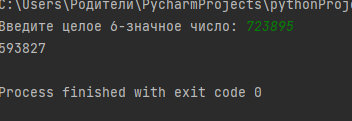 C:\Users\Родители\PycharmProjects\pythonProj
Введите целое 6-значное число: 723895
593827
Process finished with exit code 0